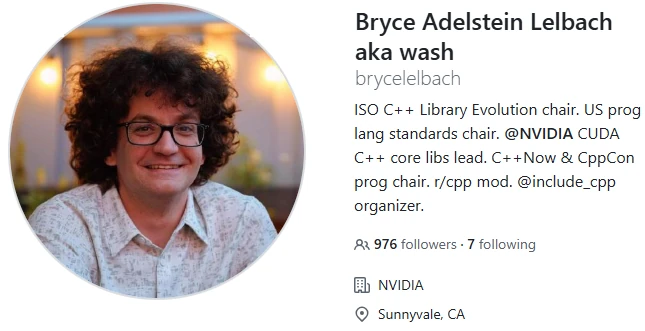 Bryce Adelstein Lelbach
aka wash
brycelelbach
ISO C++ Library Evolution chair. US prog
lang standards chair. @NVIDIA CUDA
C++ core libs lead. C++Now & CppCon
prog chair. r/cpp mod. @include_cpp
organizer.
976 followers · 7 following
NVIDIA
Sunnyvale, CA